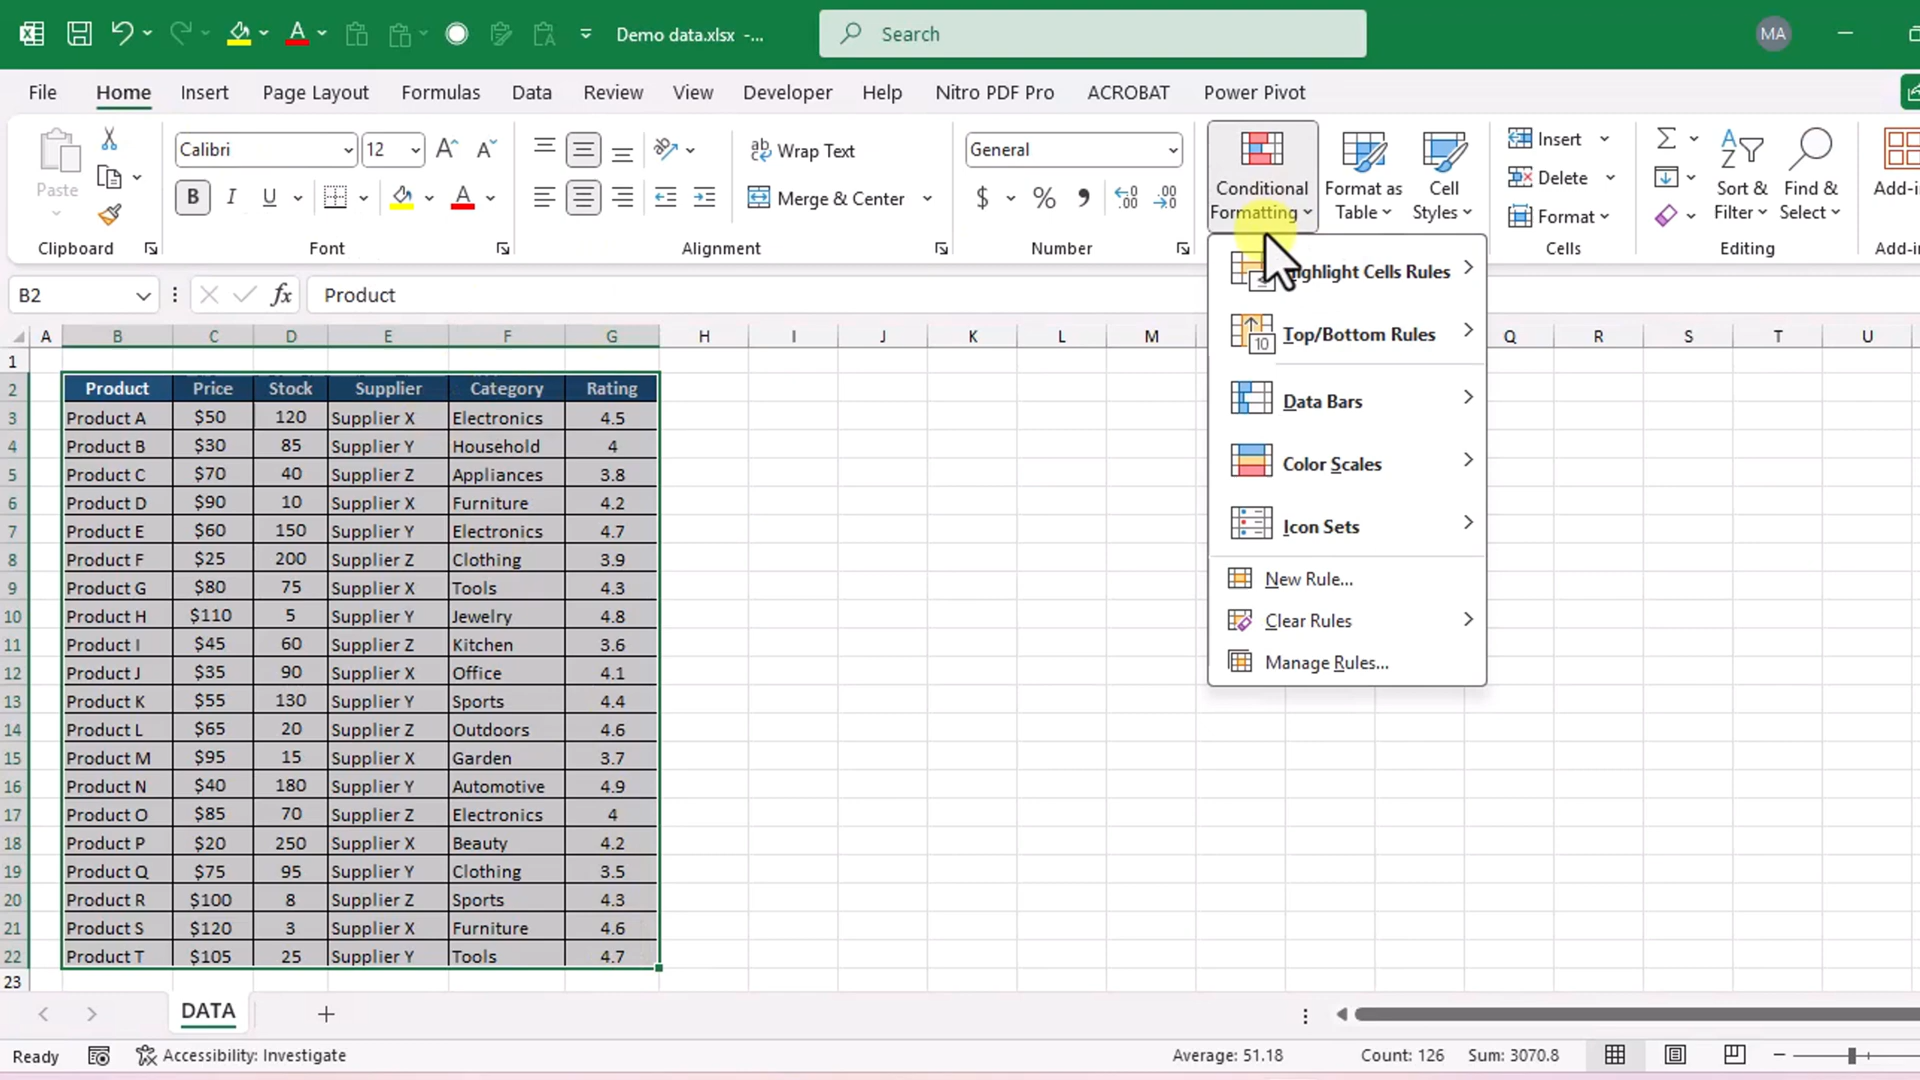 Demo data.xlsx -...
Search
MA
File Home Insert Page Layout Formulas Data Review View Developer Help Nitro PDF Pro ACROBAT Power Pivot
Paste
Clipboard
Calibri 12
B I U
Font
Wrap Text
Merge & Center
Alignment
General
$ % 9
Number
Conditional Formatting
Format as Table
Cell Styles
Insert
Delete
Format
Cells
Sort & Filter
Find & Select
Editing
Add-in
Add-in
B2 fx Product
Highlight Cells Rules
Top/Bottom Rules
Data Bars
Color Scales
Icon Sets
New Rule...
Clear Rules
Manage Rules...
A B C D E F G H I J K L M Q R S T U
1
2 Product Price Stock Supplier Category Rating
3 Product A $50 120 Supplier X Electronics 4.5
4 Product B $30 85 Supplier Y Household 4
5 Product C $70 40 Supplier Z Appliances 3.8
6 Product D $90 10 Supplier X Furniture 4.2
7 Product E $60 150 Supplier Y Electronics 4.7
8 Product F $25 200 Supplier Z Clothing 3.9
9 Product G $80 75 Supplier X Tools 4.3
10 Product H $110 5 Supplier Y Jewelry 4.8
11 Product I $45 60 Supplier Z Kitchen 3.6
12 Product J $35 90 Supplier X Office 4.1
13 Product K $55 130 Supplier Y Sports 4.4
14 Product L $65 20 Supplier Z Outdoors 4.6
15 Product M $95 15 Supplier X Garden 3.7
16 Product N $40 180 Supplier Y Automotive 4.9
17 Product O $85 70 Supplier Z Electronics 4
18 Product P $20 250 Supplier X Beauty 4.2
19 Product Q $75 95 Supplier Y Clothing 3.5
20 Product R $100 8 Supplier Z Sports 4.3
21 Product S $120 3 Supplier X Furniture 4.6
22 Product T $105 25 Supplier Y Tools 4.7
23
DATA
Ready Accessibility: Investigate Average: 51.18 Count: 126 Sum: 3070.8